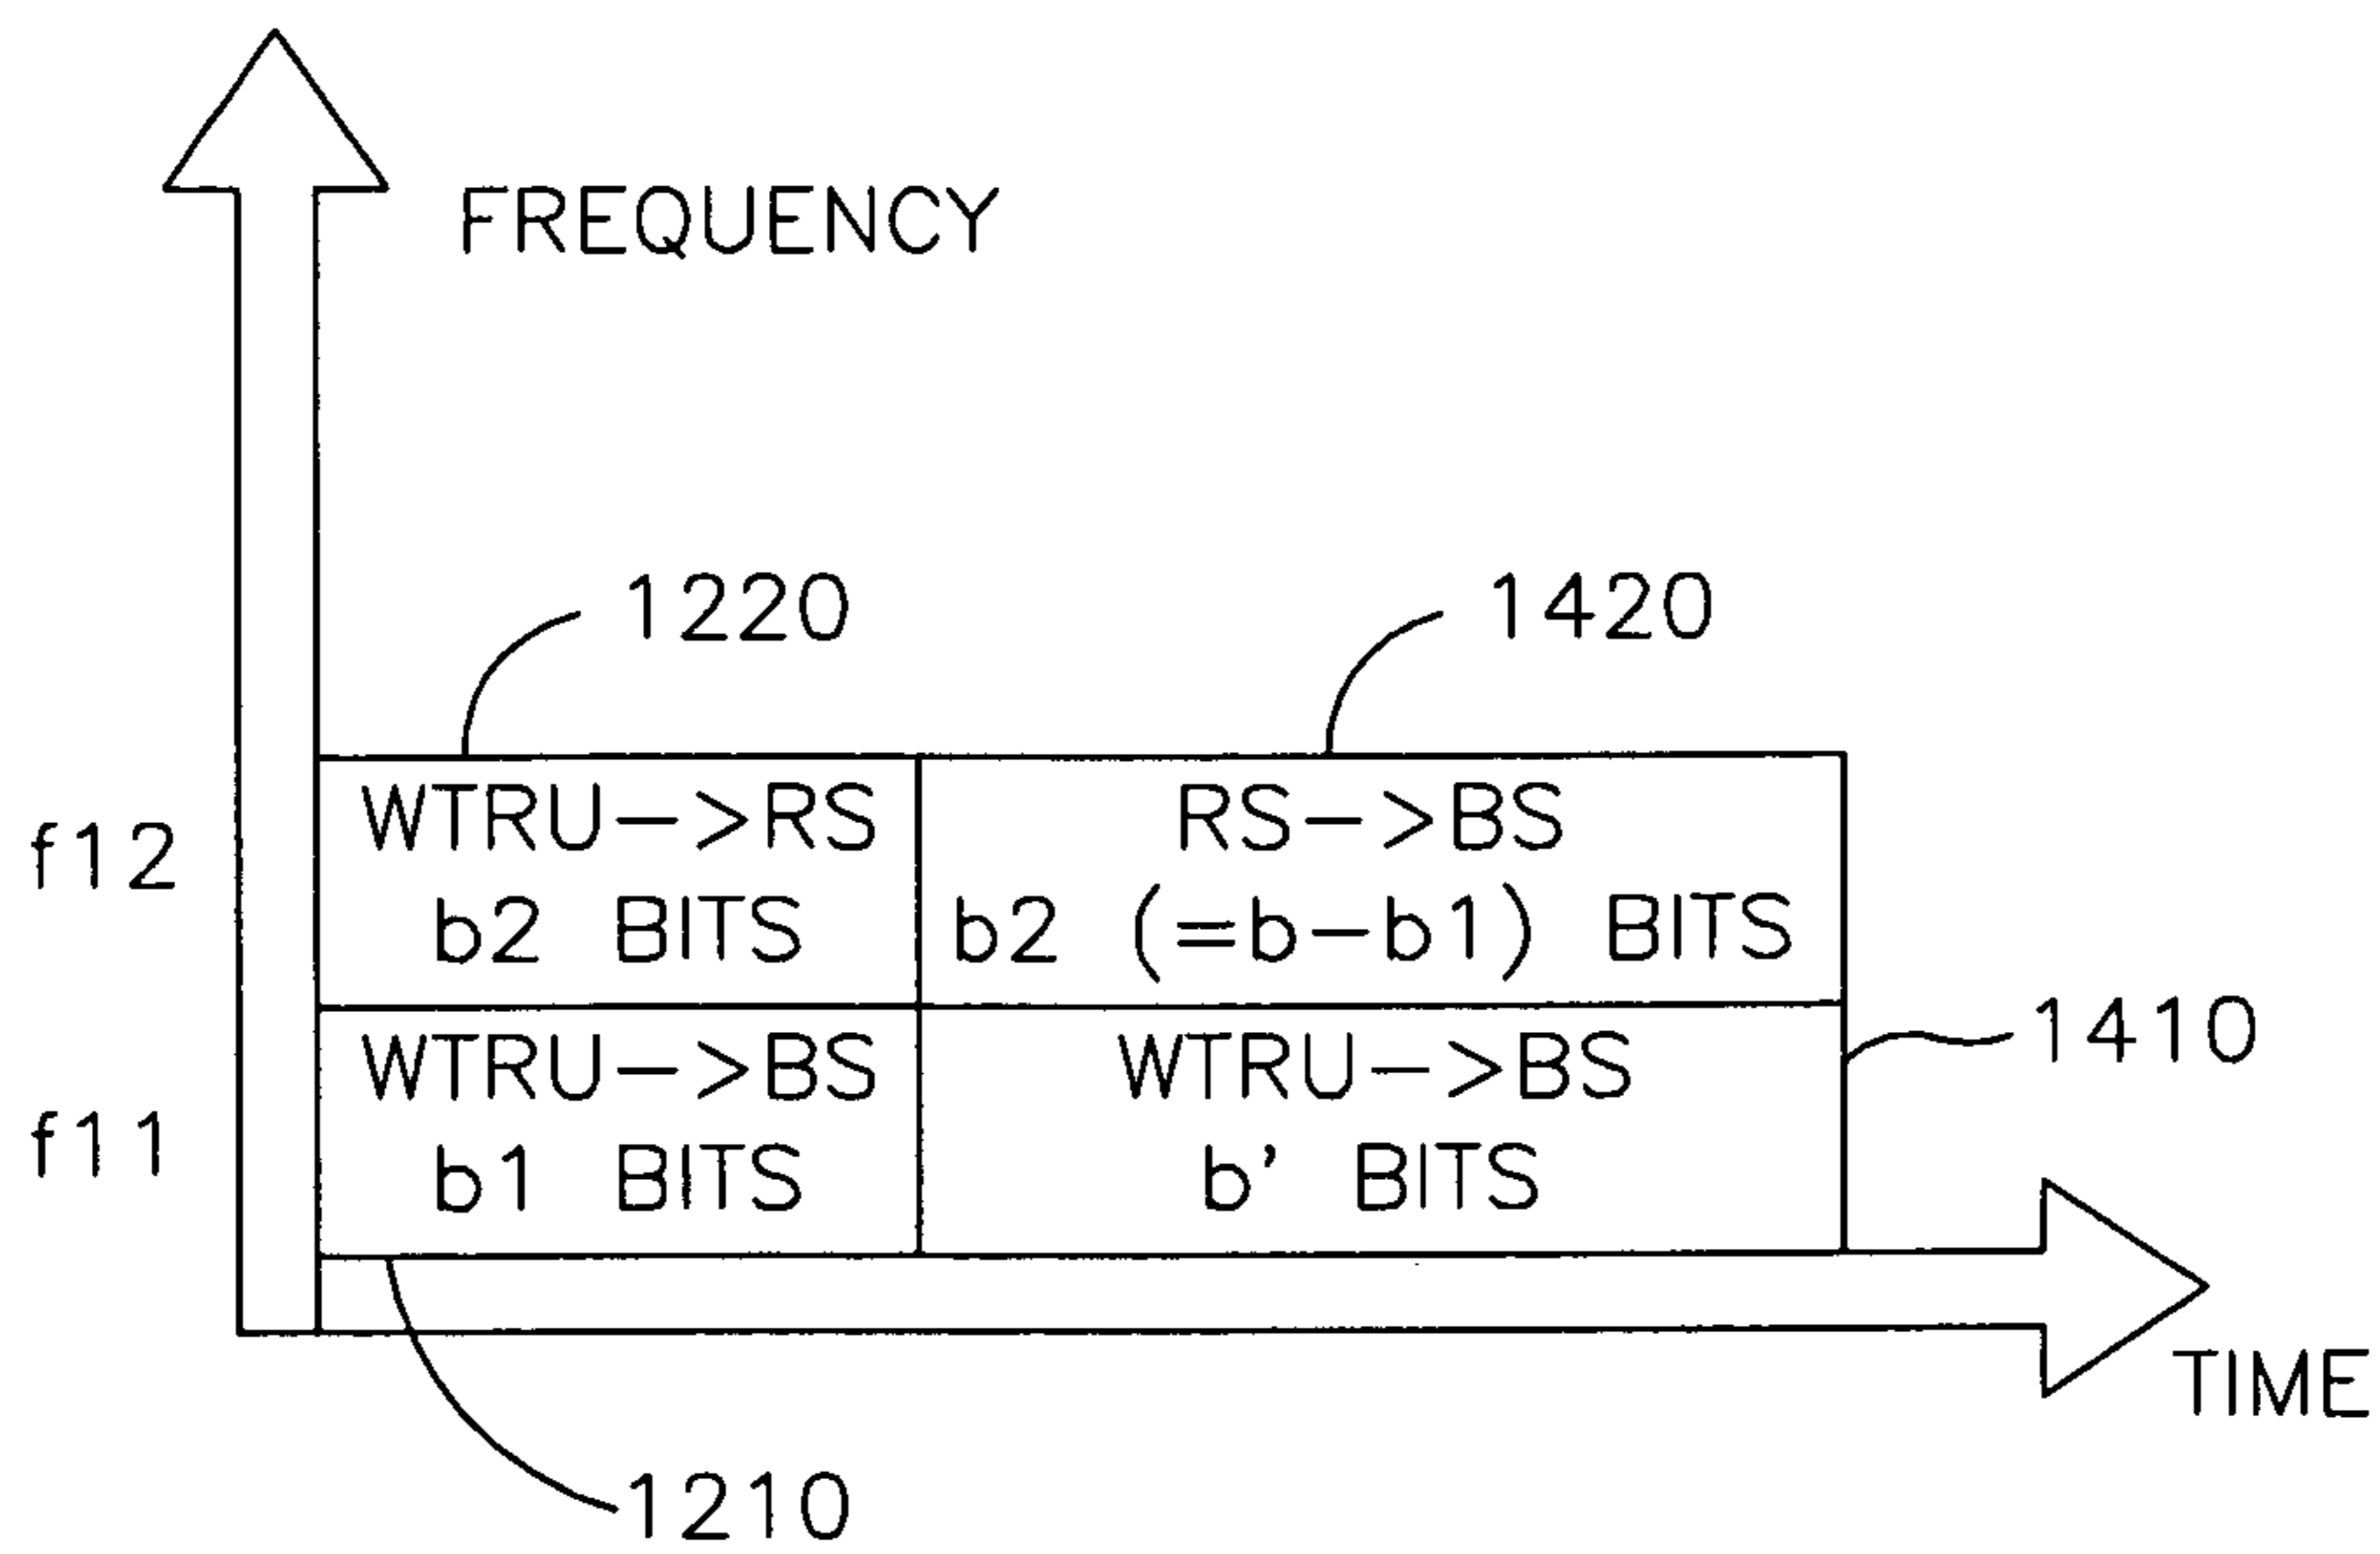 FREQUENCY
1220
1420
f12
WTRU->RS
b2 BITS
RS->BS
b2 (=b-b1) BITS
f11
WTRU->BS
b1 BITS
WTRU->BS
b' BITS
1410
TIME
1210